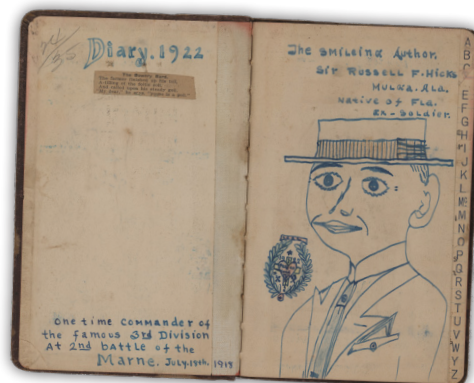 Diary. 1922
One time Commander of
the famous 3rd Division
At 2nd battle of the
Marne. July 15th, 1918
The SMILEING Author.
Sir RUSSELL F. Hicks
MULGA. Ala.
Native of Fla.
Ex-Soldier.
A
B
C
E
F
G
H
I
J
K
L
M
N
O
P
Q
R
S
T
U
V
W
Y
Z